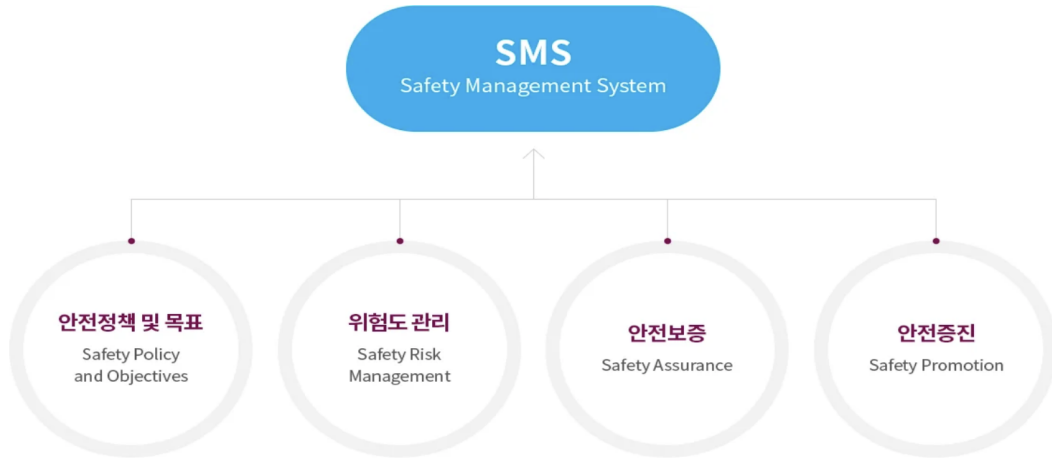 SMS
Safety Management System
안전정책 및 목표
Safety Policy
and Objectives
위험도 관리
Safety Risk
Management
안전보증
Safety Assurance
안전증진
Safety Promotion